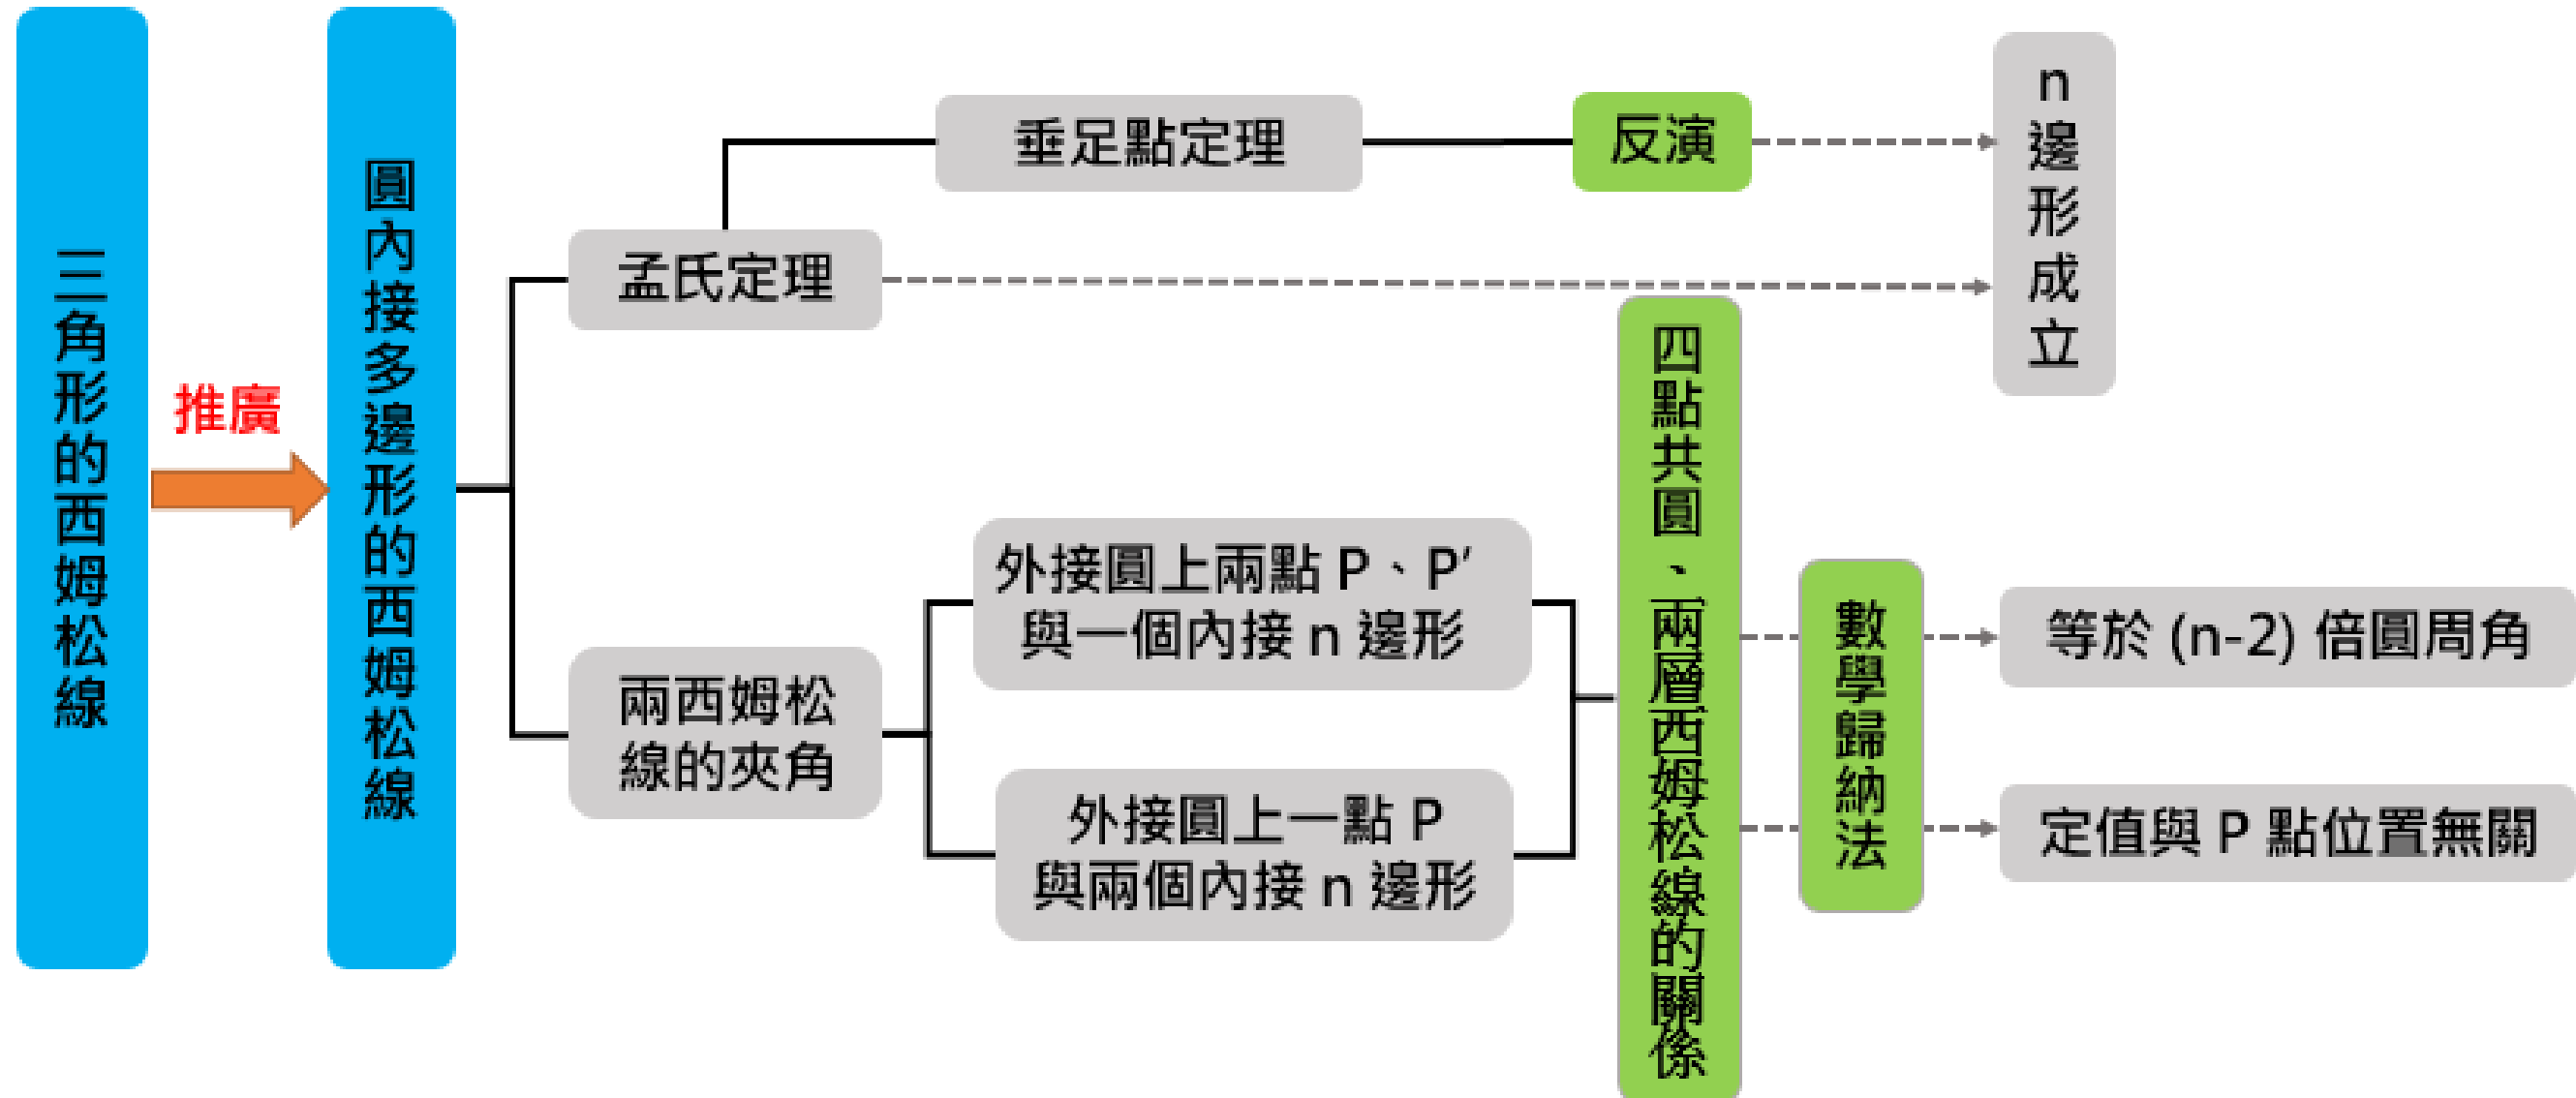 三角形的西姆松線
推廣
圓內接多邊形的西姆松線
孟氏定理
垂足點定理
反演
n邊形成立
兩西姆松
線的夾角
外接圓上兩點 P、P′
與一個內接 n 邊形
外接圓上一點 P
與兩個內接 n 邊形
四點共圓、兩層西姆松線的關係
數學歸納法
等於 (n-2) 倍圓周角
定值與 P 點位置無關